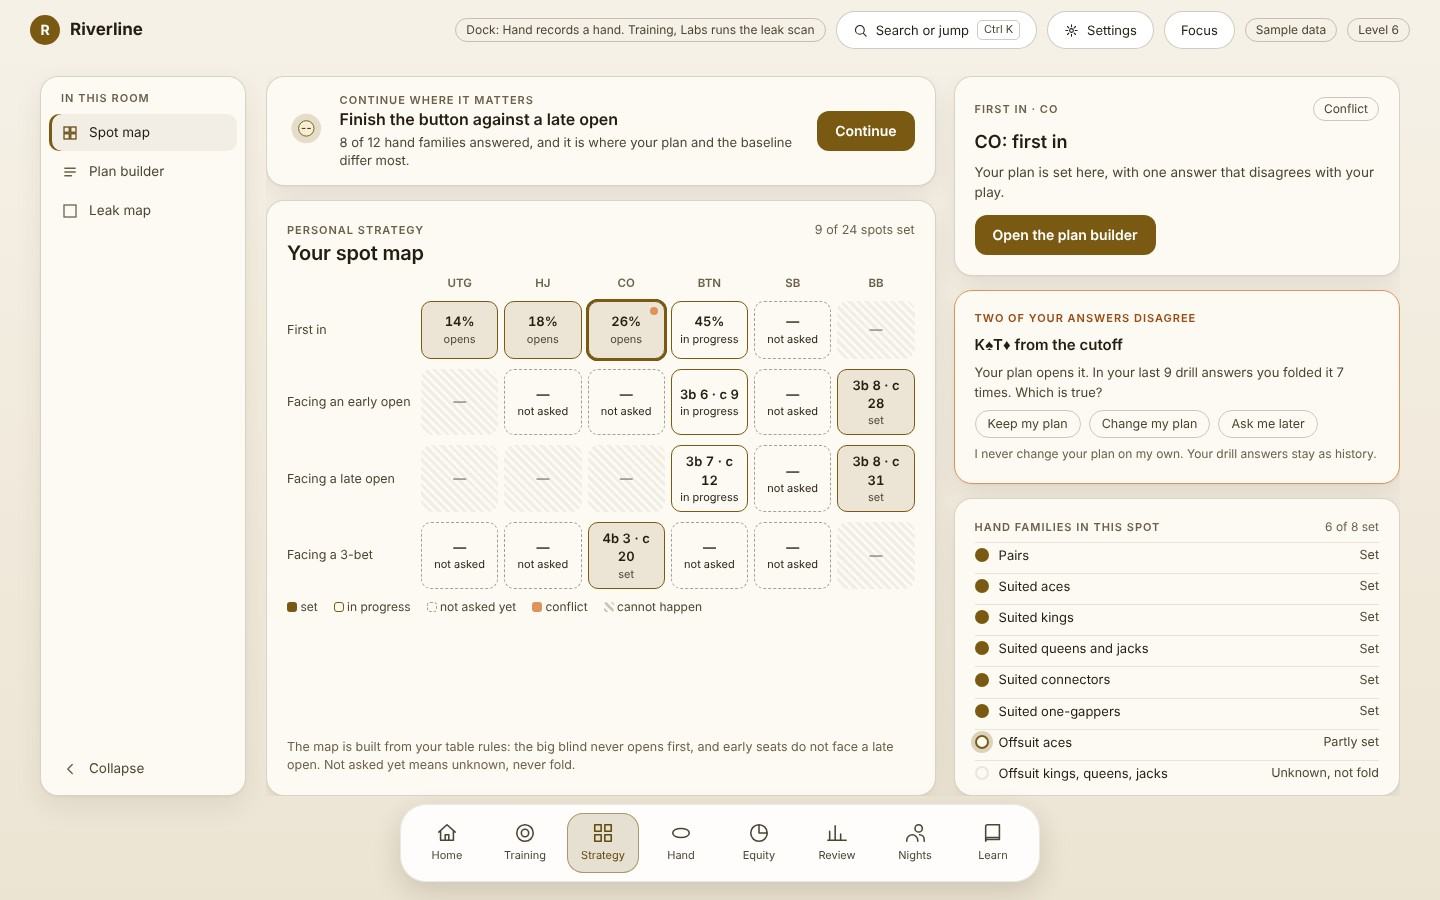 R Riverline
Dock: Hand records a hand. Training, Labs runs the leak scan
Search or jump Ctrl K
Settings
Focus
Sample data
Level 6
IN THIS ROOM
Spot map
Plan builder
Leak map
Collapse
CONTINUE WHERE IT MATTERS
Finish the button against a late open
8 of 12 hand families answered, and it is where your plan and the baseline
differ most.
Continue
PERSONAL STRATEGY
9 of 24 spots set
Your spot map
UTG HJ CO BTN SB BB
First in
14% opens
18% opens
26% opens
45% in progress
— not asked
—
Facing an early open
—
— not asked
— not asked
3b 6 · c 9 in progress
— not asked
3b 8 · c
28
set
Facing a late open
—
—
—
3b 7 · c
12
in progress
— not asked
3b 8 · c
31
set
Facing a 3-bet
— not asked
— not asked
4b 3 · c
20
set
— not asked
— not asked
—
set in progress not asked yet conflict cannot happen
The map is built from your table rules: the big blind never opens first, and early seats do not face a late
open. Not asked yet means unknown, never fold.
FIRST IN · CO
Conflict
CO: first in
Your plan is set here, with one answer that disagrees with your
play.
Open the plan builder
TWO OF YOUR ANSWERS DISAGREE
K♠T♦ from the cutoff
Your plan opens it. In your last 9 drill answers you folded it 7
times. Which is true?
Keep my plan
Change my plan
Ask me later
I never change your plan on my own. Your drill answers stay as history.
HAND FAMILIES IN THIS SPOT 6 of 8 set
Pairs Set
Suited aces Set
Suited kings Set
Suited queens and jacks Set
Suited connectors Set
Suited one-gappers Set
Offsuit aces Partly set
Offsuit kings, queens, jacks Unknown, not fold
Home
Training
Strategy
Hand
Equity
Review
Nights
Learn